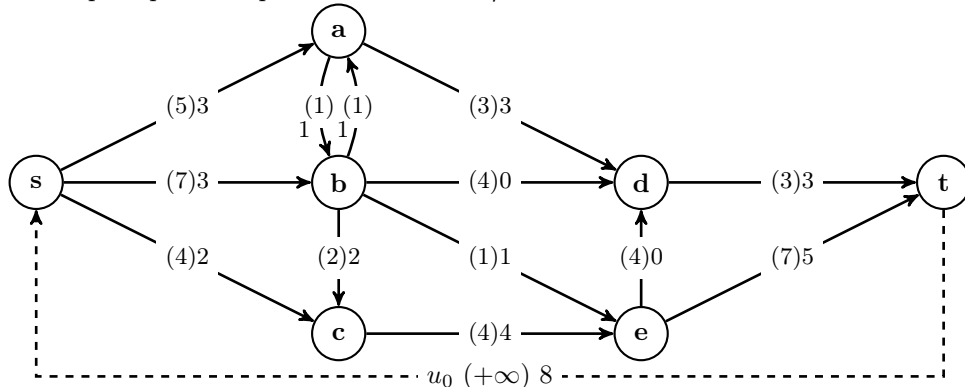 a
(5)3
(1) (1)
1 1
(3)3
s
(7)3
b
(4)0
d
(3)3
t
(4)2
(2)2
(1)1
(4)0
(7)5
c
(4)4
e
u₀ (+∞) 8